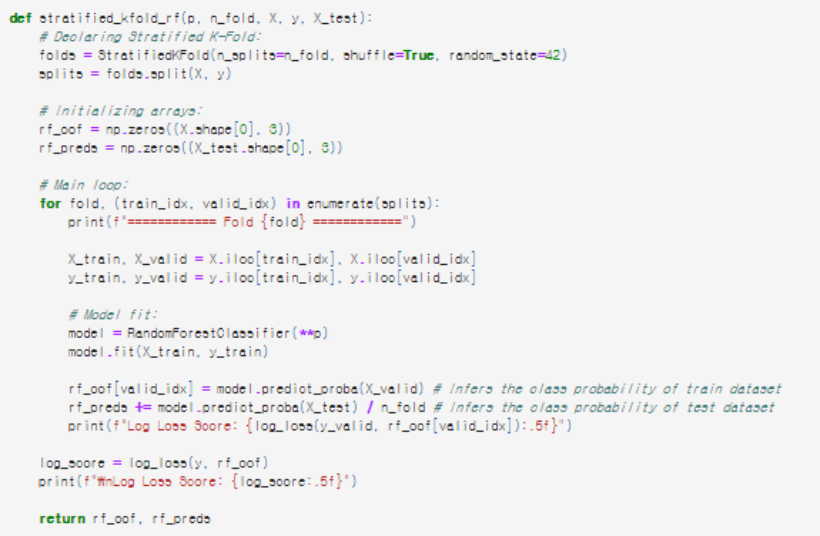 def stratified_kfold_rf(p, n_fold, X, y, X_test):
    # Declaring Stratified K-Fold:
    folds = StratifiedKFold(n_splits=n_fold, shuffle=True, random_state=42)
    splits = folds.split(X, y)

    # Initializing arrays:
    rf_oof = np.zeros((X.shape[0], 3))
    rf_preds = np.zeros((X_test.shape[0], 3))

    # Main loop:
    for fold, (train_idx, valid_idx) in enumerate(splits):
        print(f"============ Fold {fold} ============")

        X_train, X_valid = X.iloc[train_idx], X.iloc[valid_idx]
        y_train, y_valid = y.iloc[train_idx], y.iloc[valid_idx]

        # Model fit:
        model = RandomForestClassifier(**p)
        model.fit(X_train, y_train)

        rf_oof[valid_idx] = model.predict_proba(X_valid) # Infers the class probability of train dataset
        rf_preds += model.predict_proba(X_test) / n_fold # Infers the class probability of test dataset
        print(f"Log Loss Score: {log_loss(y_valid, rf_oof[valid_idx]):.5f}")

    log_score = log_loss(y, rf_oof)
    print(f"₩nLog Loss Score: {log_score:.5f}")

    return rf_oof, rf_preds